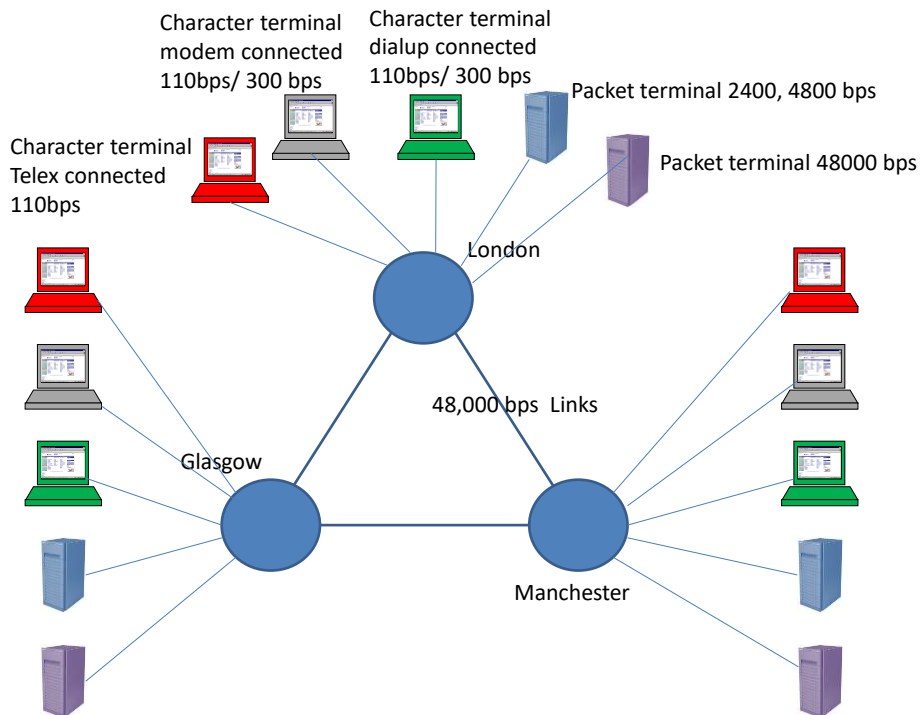 Character terminal
modem connected
110bps/ 300 bps
Character terminal
dialup connected
110bps/ 300 bps
Packet terminal 2400, 4800 bps
Character terminal
Telex connected
110bps
Packet terminal 48000 bps
London
48,000 bps  Links
Glasgow
Manchester